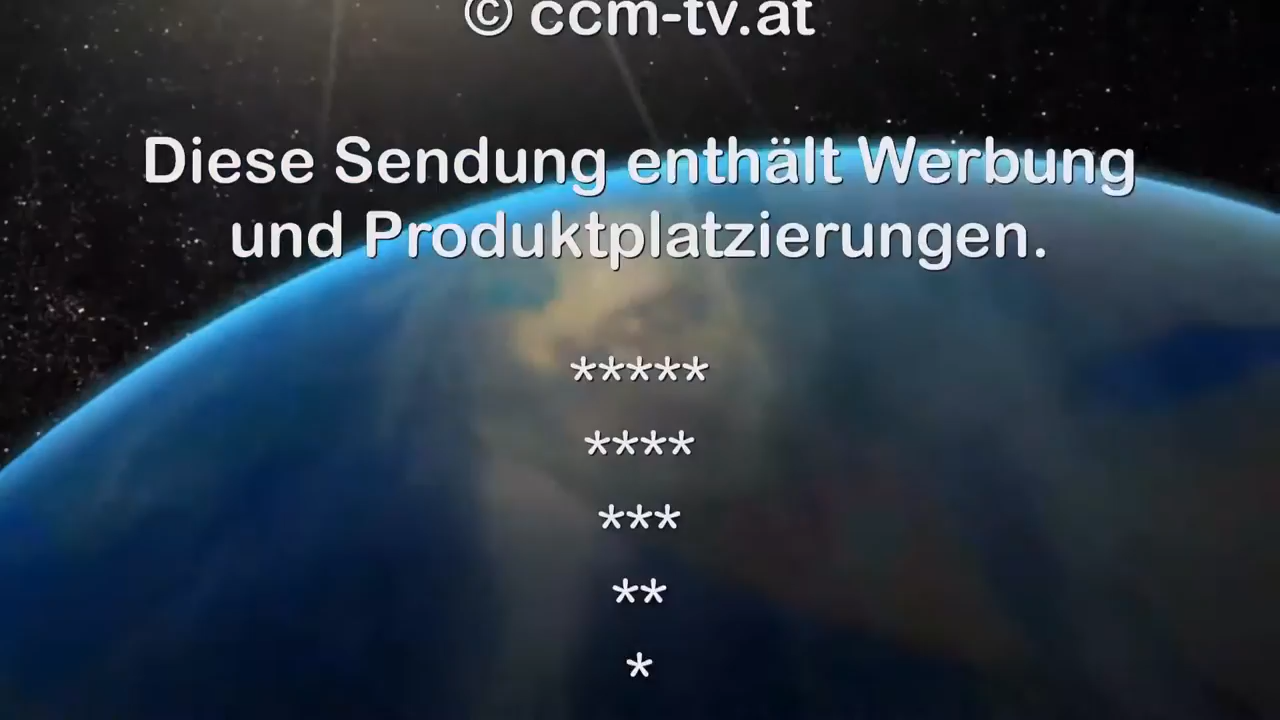 © ccm-tv.at
Diese Sendung enthält Werbung
und Produktplatzierungen.
*****
****
***
**
*